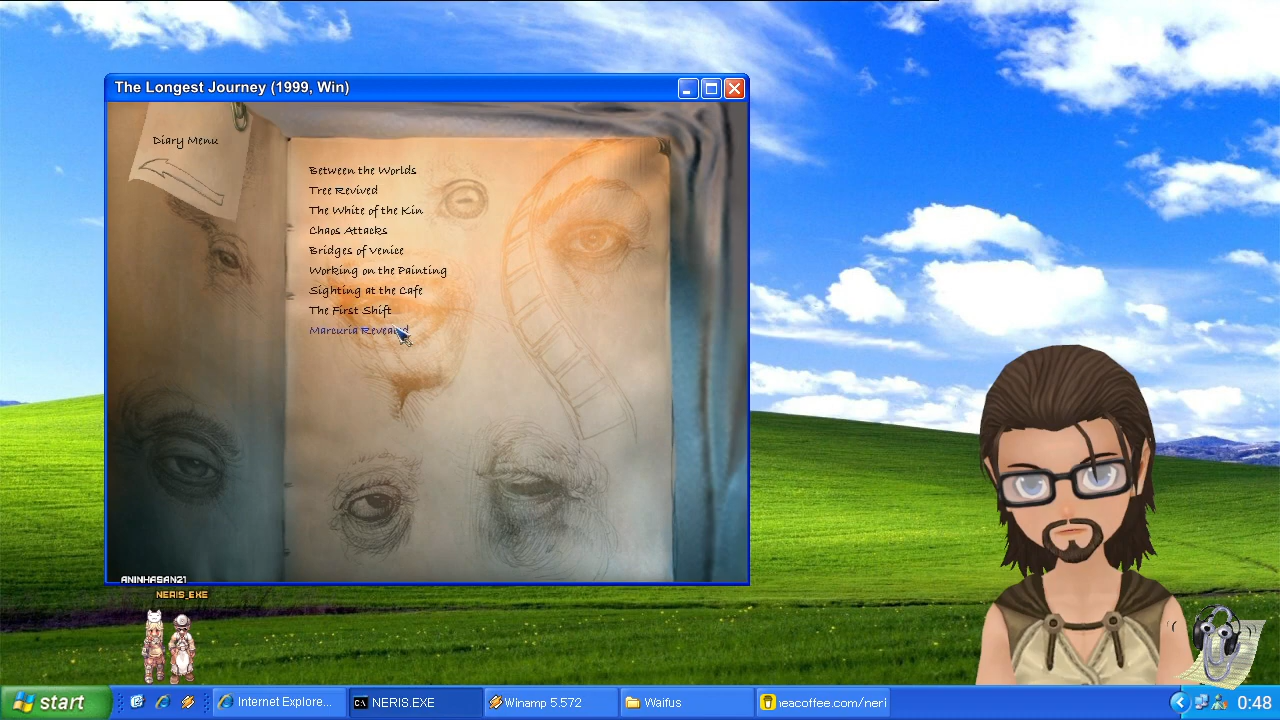 The Longest Journey (1999, Win)
Diary Menu
Between the Worlds
Tree Revived
The White of the Kin
Chaos Attacks
Bridges of Venice
Working on the Painting
Sighting at the Cafe
The First Shift
Marcuria
ANINHASAN21
NERIS_EXE
start
Internet Explore...
NERIS.EXE
Winamp 5.572
Waifus
neacoffee.com/neri
0:48